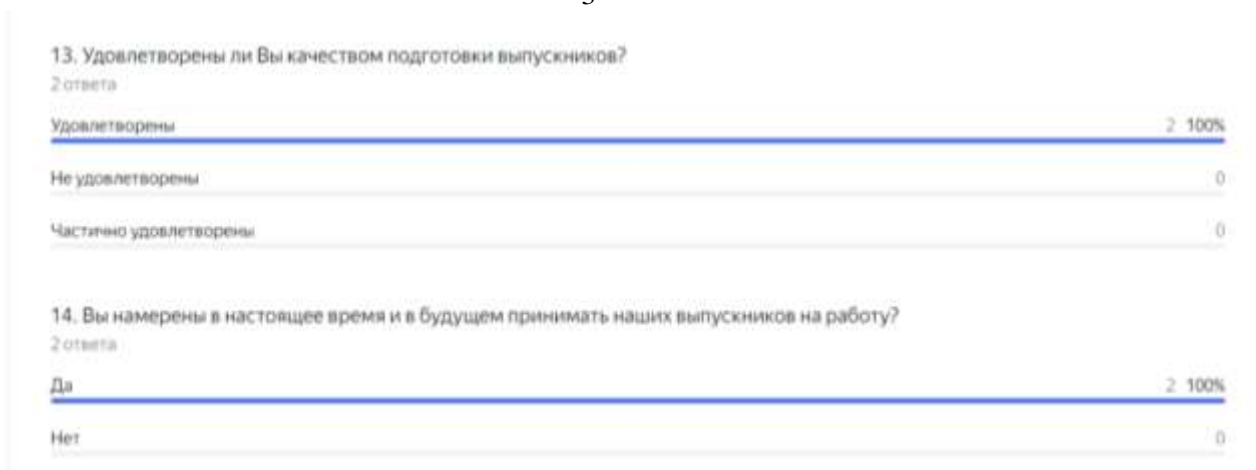 13. Удовлетворены ли Вы качеством подготовки выпускников?
2 ответа
Удовлетворены 2 100%
Не удовлетворены 0
Частично удовлетворены 0
14. Вы намерены в настоящее время и в будущем принимать наших выпускников на работу?
2 ответа
Да 2 100%
Нет 0